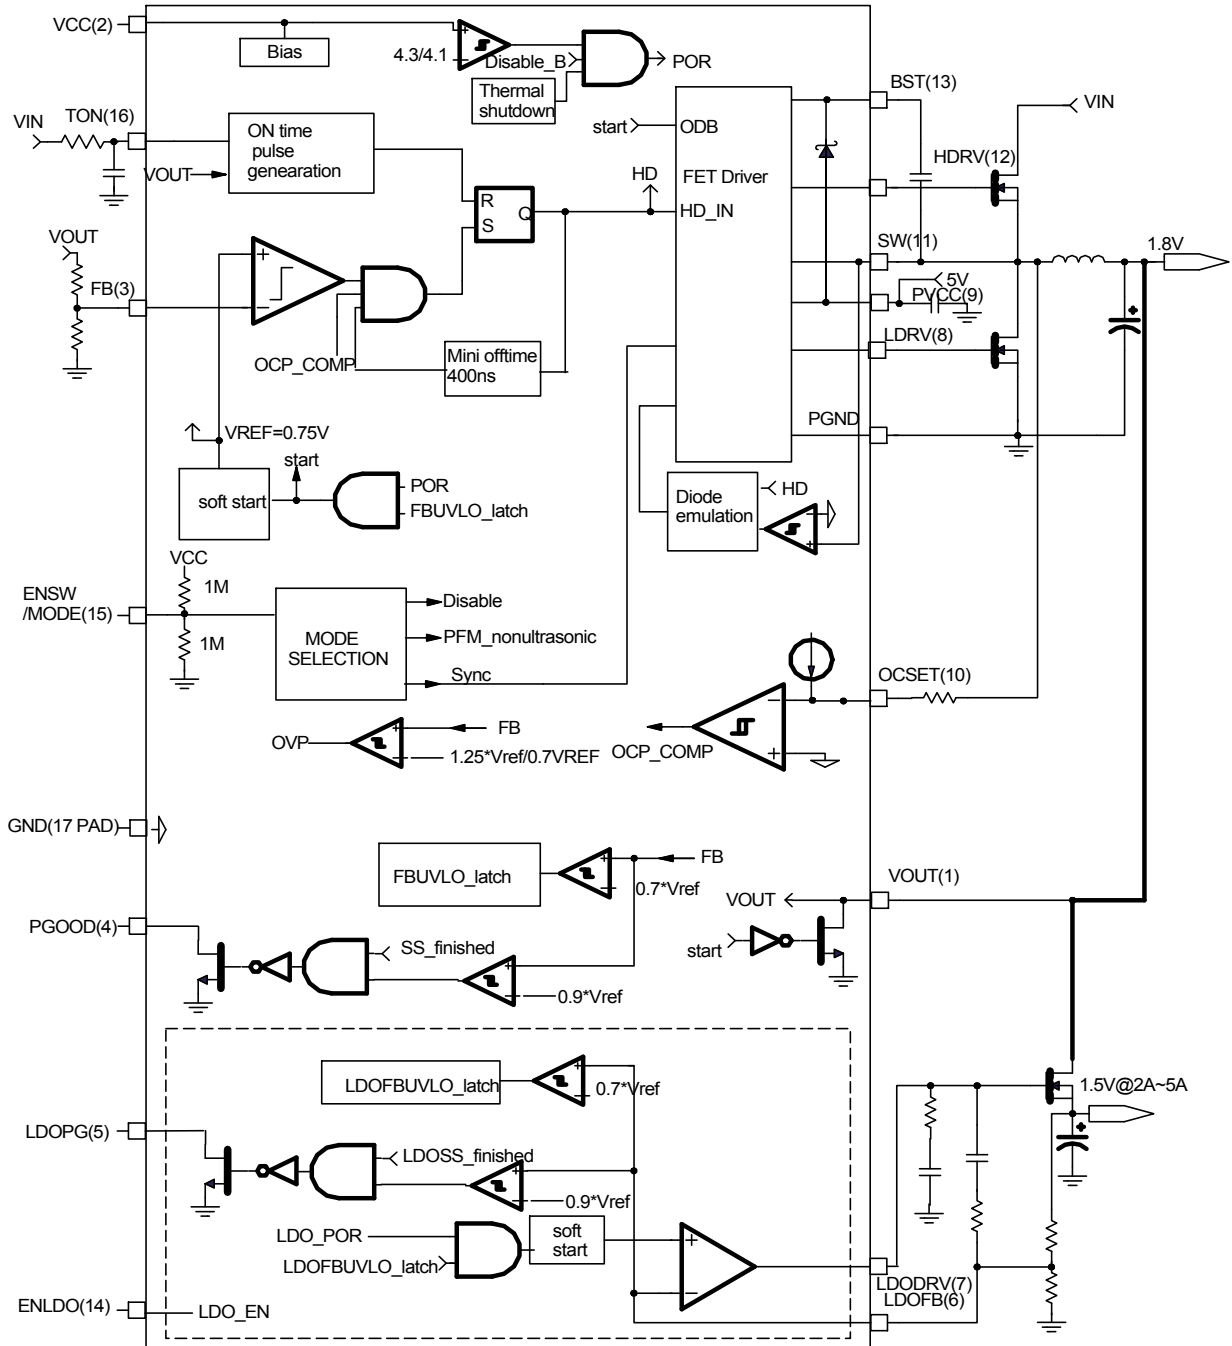 VCC(2)
Bias
4.3/4.1
Disable_B
POR
Thermal
shutdown
BST(13)
VIN
TON(16)
VIN
ON time
pulse
genearation
VOUT
start
ODB
HDRV(12)
FET Driver
HD
R
S
Q
HD_IN
SW(11)
1.8V
VOUT
FB(3)
5V
PVCC(9)
LDRV(8)
OCP_COMP
Mini offtime
400ns
PGND
VREF=0.75V
start
soft start
POR
FBUVLO_latch
Diode
emulation
HD
VCC
1M
ENSW
/MODE(15)
1M
MODE
SELECTION
Disable
PFM_nonultrasonic
Sync
OCSET(10)
OVP
FB
1.25*Vref/0.7VREF
OCP_COMP
GND(17 PAD)
FBUVLO_latch
FB
0.7*Vref
VOUT
VOUT(1)
start
PGOOD(4)
SS_finished
0.9*Vref
LDOFBUVLO_latch
0.7*Vref
1.5V@2A~5A
LDOPG(5)
LDOSS_finished
0.9*Vref
LDO_POR
LDOFBUVLO_latch
soft
start
LDODRV(7)
LDOFB(6)
ENLDO(14)
LDO_EN